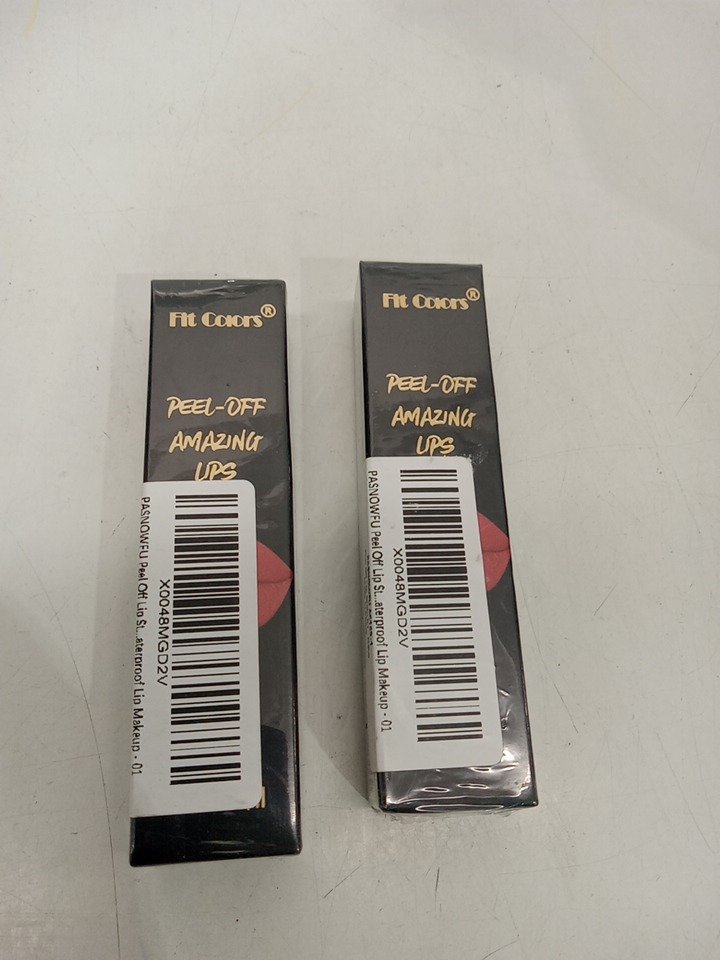 Fit Colors®
PEEL-OFF
AMAZING
LIPS
PASNOWFU Peel Off Lip St...aterproof Lip Makeup - 01
X0048MGD2V
Fit Colors®
PEEL-OFF
AMAZING
LIPS
PASNOWFU Peel Off Lip St...aterproof Lip Makeup - 01
X0048MGD2V